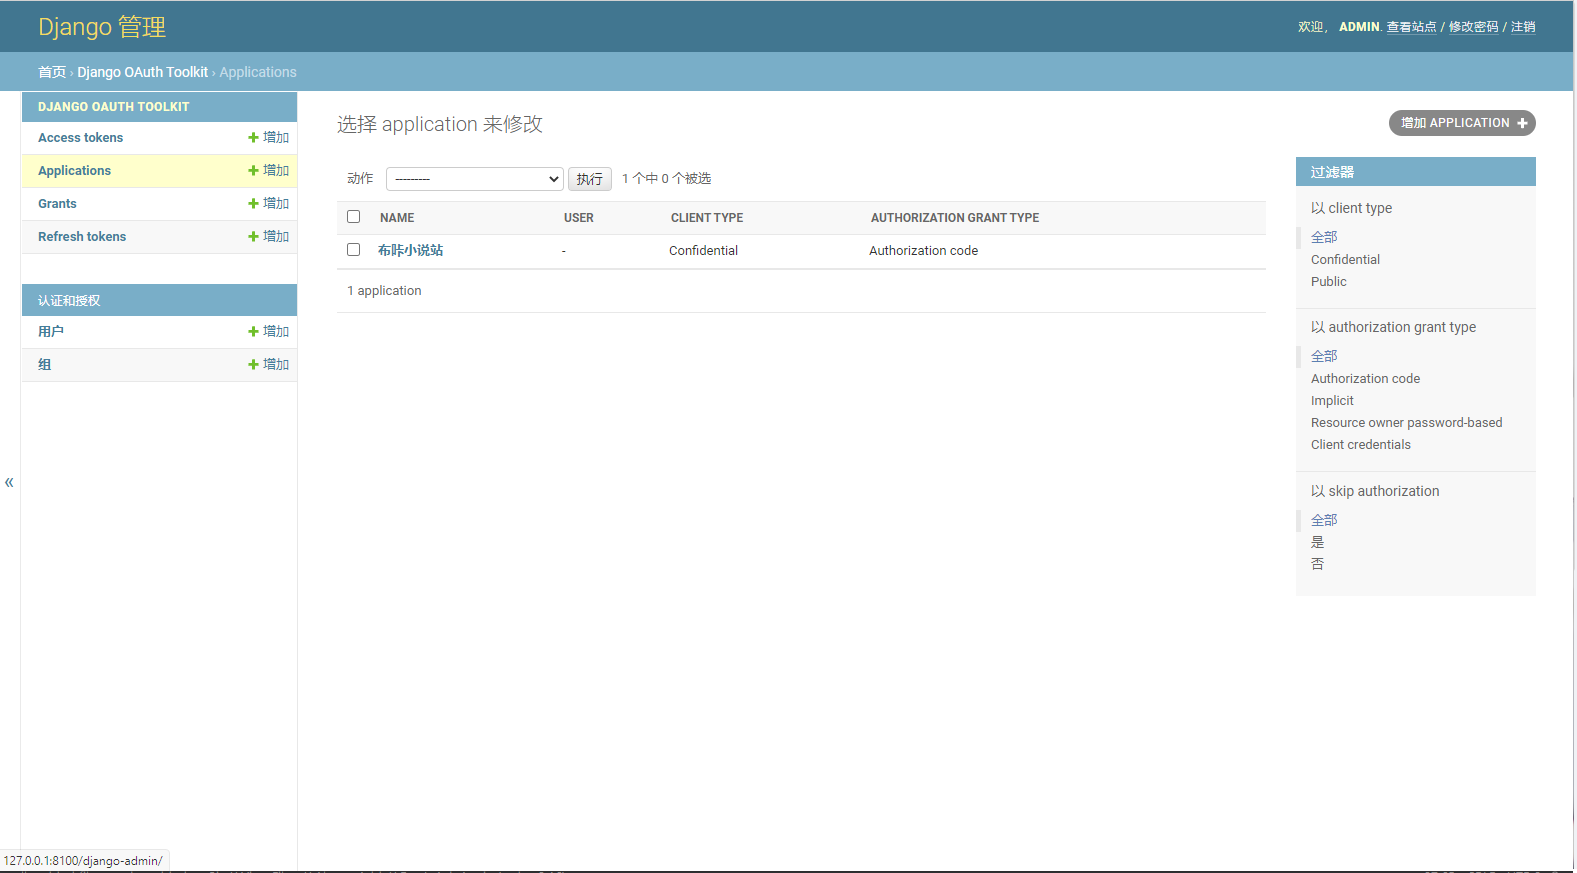 Django 管理
欢迎， ADMIN. 查看站点 / 修改密码 / 注销
首页 › Django OAuth Toolkit › Applications
DJANGO OAUTH TOOLKIT
Access tokens 增加
Applications 增加
Grants 增加
Refresh tokens 增加
认证和授权
用户 增加
组 增加
«
选择 application 来修改
增加 APPLICATION
动作 --------- 执行 1 个中 0 个被选
NAME USER CLIENT TYPE AUTHORIZATION GRANT TYPE
布咔小说站 - Confidential Authorization code
1 application
过滤器
以 client type
全部
Confidential
Public
以 authorization grant type
全部
Authorization code
Implicit
Resource owner password-based
Client credentials
以 skip authorization
全部
是
否
127.0.0.1:8100/django-admin/